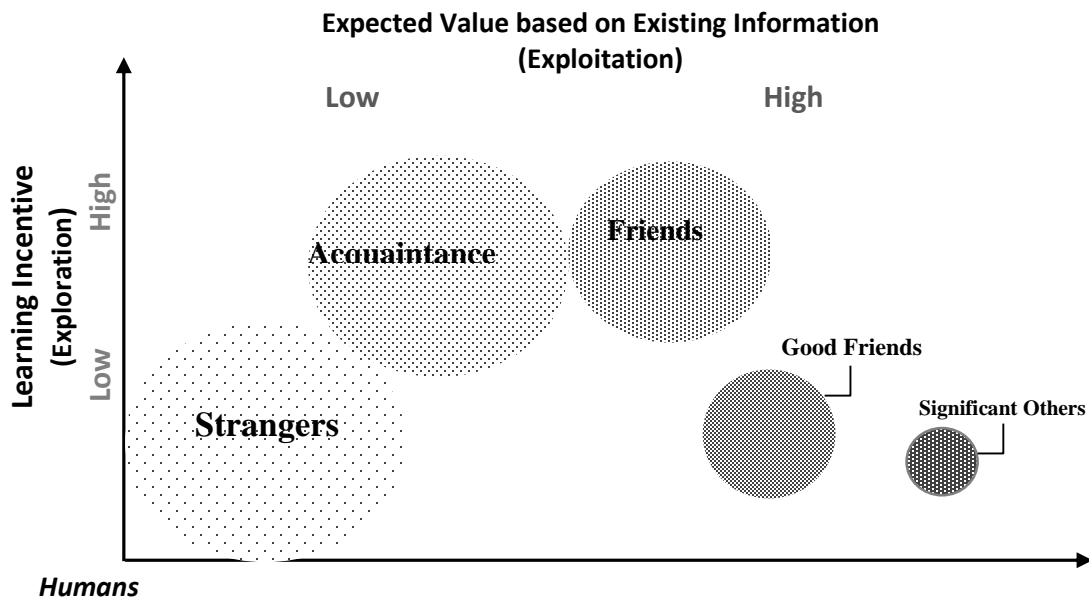 Expected Value based on Existing Information
(Exploitation)
Low
High
Learning Incentive
(Exploration)
High
Low
Acquaintance
Friends
Strangers
Good Friends
Significant Others
Humans